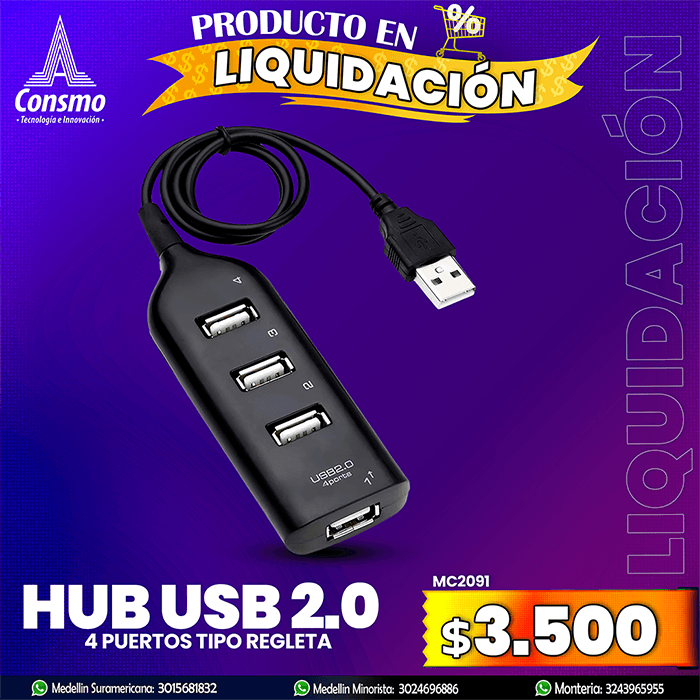 Consmo
• Tecnología e Innovación •
PRODUCTO EN
%
LIQUIDACIÓN
LIQUIDACIÓN
4
3
2
USB2.0
4ports
1↑
HUB USB 2.0
4 PUERTOS TIPO REGLETA
MC2091
$3.500
Medellin Suramericana: 3015681832
Medellin Minorista: 3024696886
Monteria: 3243965955